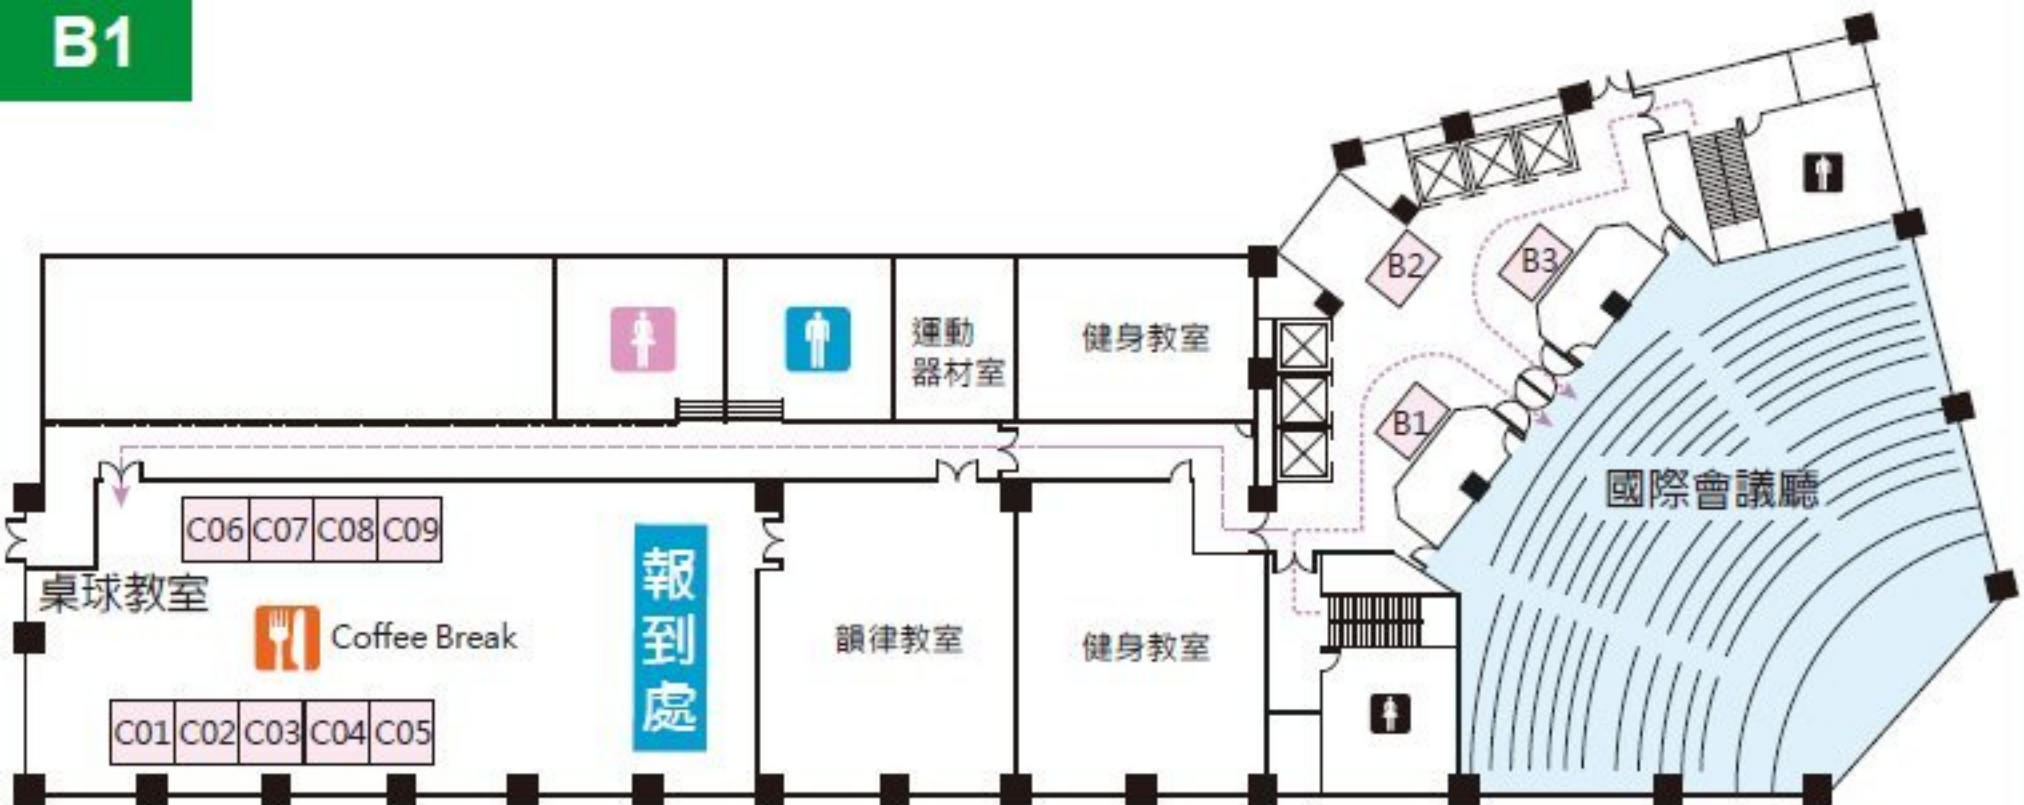 B1
B2
B3
運動
器材室
健身教室
B1
國際會議廳
C06 C07 C08 C09
桌球教室
Coffee Break
報到處
韻律教室
健身教室
C01 C02 C03 C04 C05